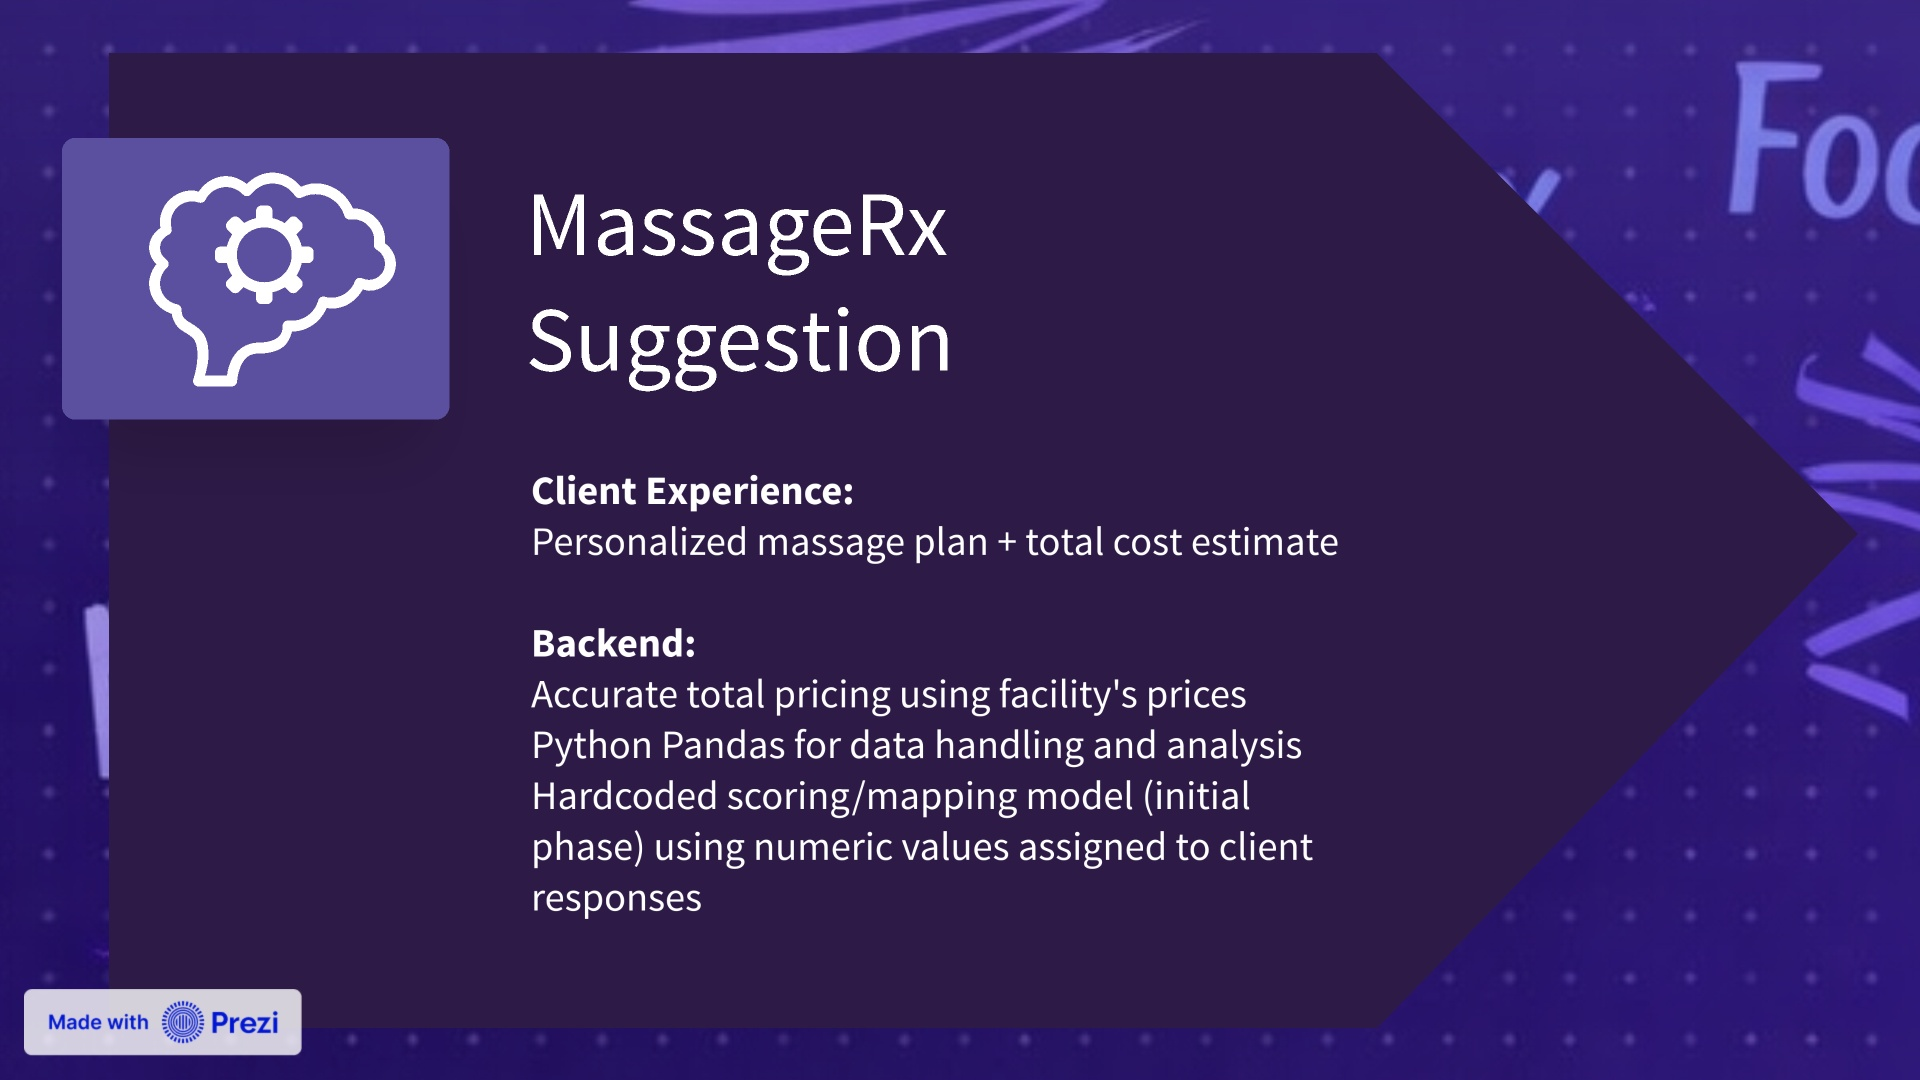 Foc
MassageRx
Suggestion
Client Experience:
Personalized massage plan + total cost estimate
Backend:
Accurate total pricing using facility's prices
Python Pandas for data handling and analysis
Hardcoded scoring/mapping model (initial
phase) using numeric values assigned to client
responses
Made with Prezi